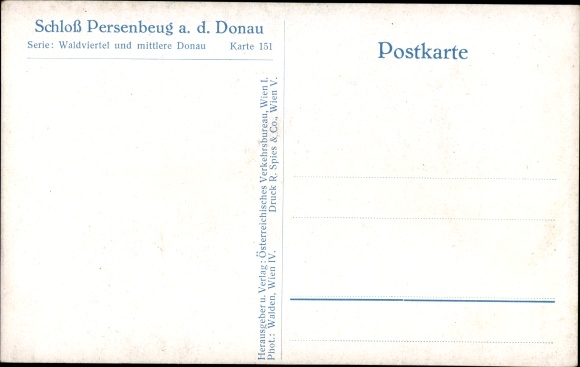 Schloß Persenbeug a. d. Donau
Serie: Waldviertel und mittlere Donau Karte 151
Postkarte
Herausgeber u. Verlag: Österreichisches Verkehrsbureau, Wien I.
Phot.: Walden, Wien IV. Druck R. Spies & Co., Wien V.